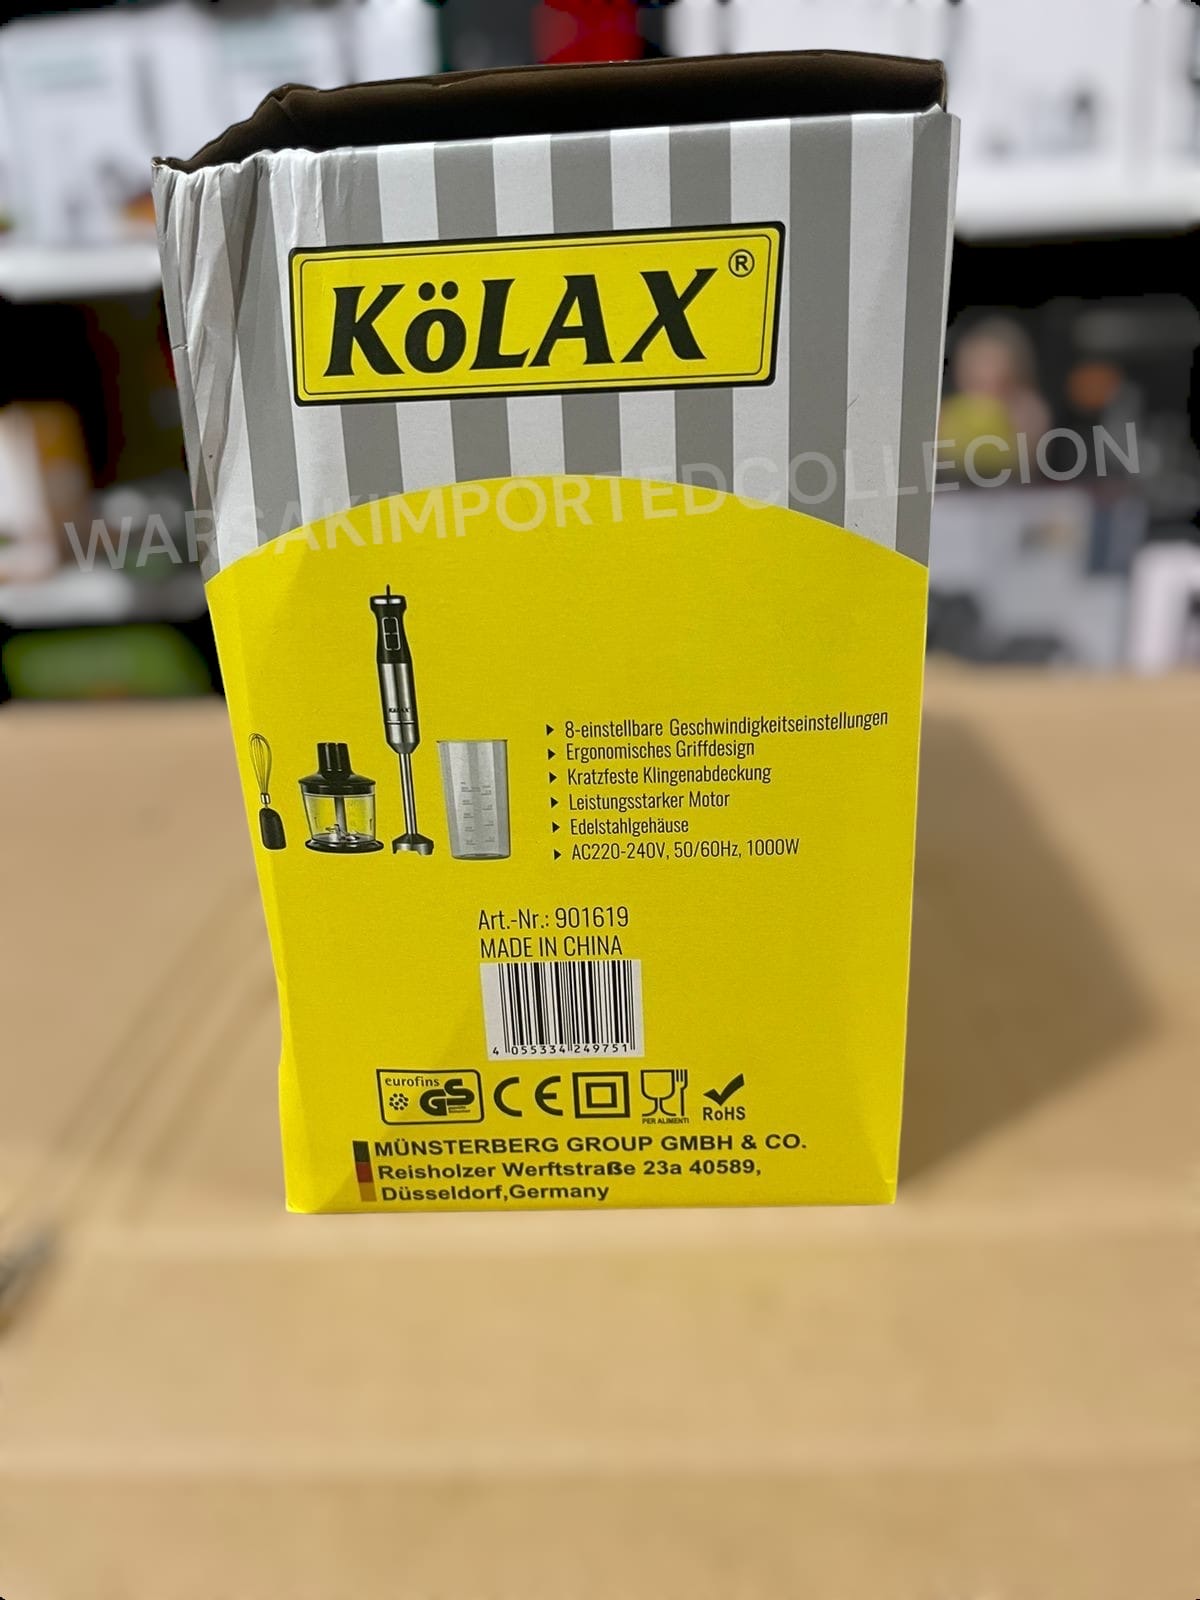 KöLAX®
WARSAKIMPORTEDCOLLECION
KöLAX
8-einstellbare Geschwindigkeitseinstellungen
Ergonomisches Griffdesign
Kratzfeste Klingenabdeckung
Leistungsstarker Motor
Edelstahlgehäuse
AC220-240V, 50/60Hz, 1000W
Art.-Nr.: 901619
MADE IN CHINA
4 055334 249751
eurofins
GS
CE
PER ALIMENTI
RoHS
MÜNSTERBERG GROUP GMBH & CO.
Reisholzer Werftstraße 23a 40589,
Düsseldorf,Germany